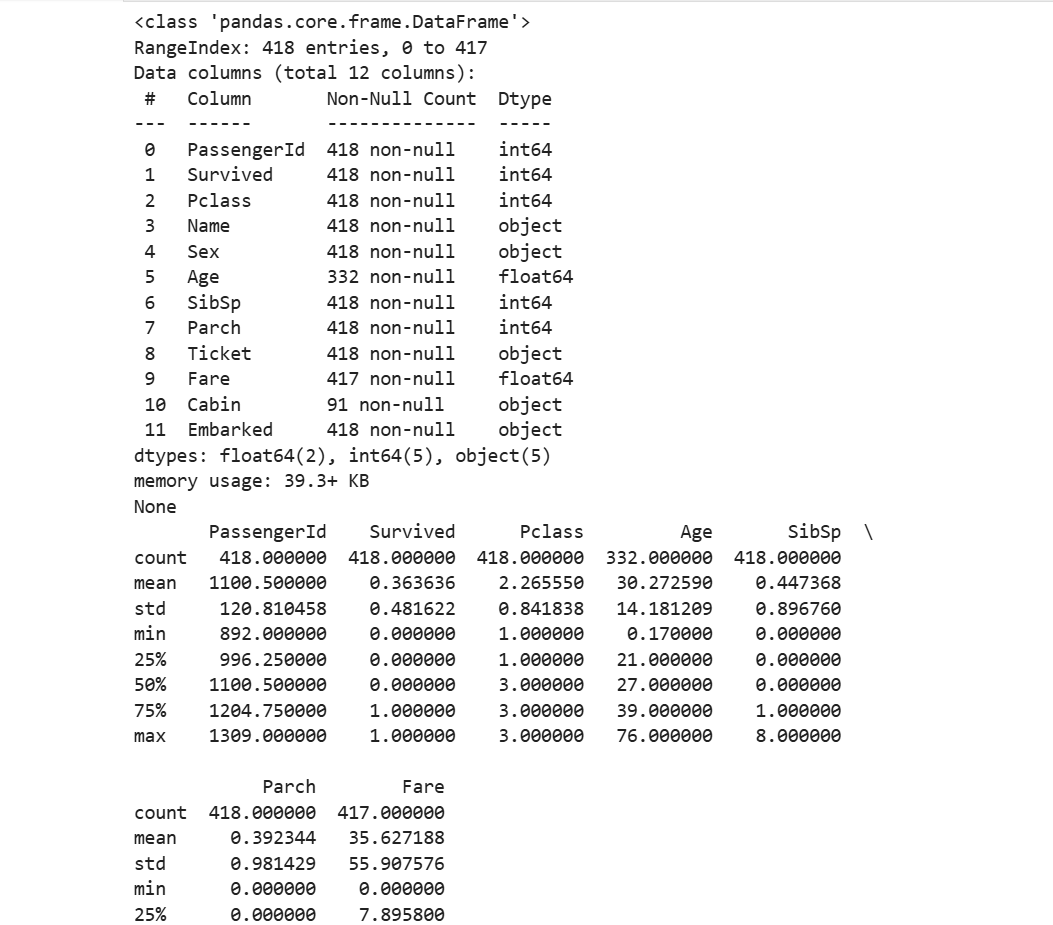 <class 'pandas.core.frame.DataFrame'>
RangeIndex: 418 entries, 0 to 417
Data columns (total 12 columns):
 #   Column       Non-Null Count  Dtype
---  ------       --------------  -----
 0   PassengerId  418 non-null    int64
 1   Survived     418 non-null    int64
 2   Pclass       418 non-null    int64
 3   Name         418 non-null    object
 4   Sex          418 non-null    object
 5   Age          332 non-null    float64
 6   SibSp        418 non-null    int64
 7   Parch        418 non-null    int64
 8   Ticket       418 non-null    object
 9   Fare         417 non-null    float64
 10  Cabin        91 non-null     object
 11  Embarked     418 non-null    object
dtypes: float64(2), int64(5), object(5)
memory usage: 39.3+ KB
None
       PassengerId    Survived      Pclass         Age       SibSp  \
count   418.000000  418.000000  418.000000  332.000000  418.000000
mean   1100.500000    0.363636    2.265550   30.272590    0.447368
std     120.810458    0.481622    0.841838   14.181209    0.896760
min     892.000000    0.000000    1.000000    0.170000    0.000000
25%     996.250000    0.000000    1.000000   21.000000    0.000000
50%    1100.500000    0.000000    3.000000   27.000000    0.000000
75%    1204.750000    1.000000    3.000000   39.000000    1.000000
max    1309.000000    1.000000    3.000000   76.000000    8.000000

            Parch        Fare
count  418.000000  417.000000
mean     0.392344   35.627188
std      0.981429   55.907576
min      0.000000    0.000000
25%      0.000000    7.895800